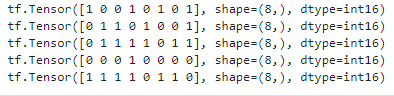 tf.Tensor([1 0 0 1 0 1 0 1], shape=(8,), dtype=int16)
tf.Tensor([0 1 1 0 1 0 0 1], shape=(8,), dtype=int16)
tf.Tensor([0 1 1 1 1 0 1 1], shape=(8,), dtype=int16)
tf.Tensor([0 0 0 1 0 0 0 0], shape=(8,), dtype=int16)
tf.Tensor([1 1 1 1 0 1 1 0], shape=(8,), dtype=int16)